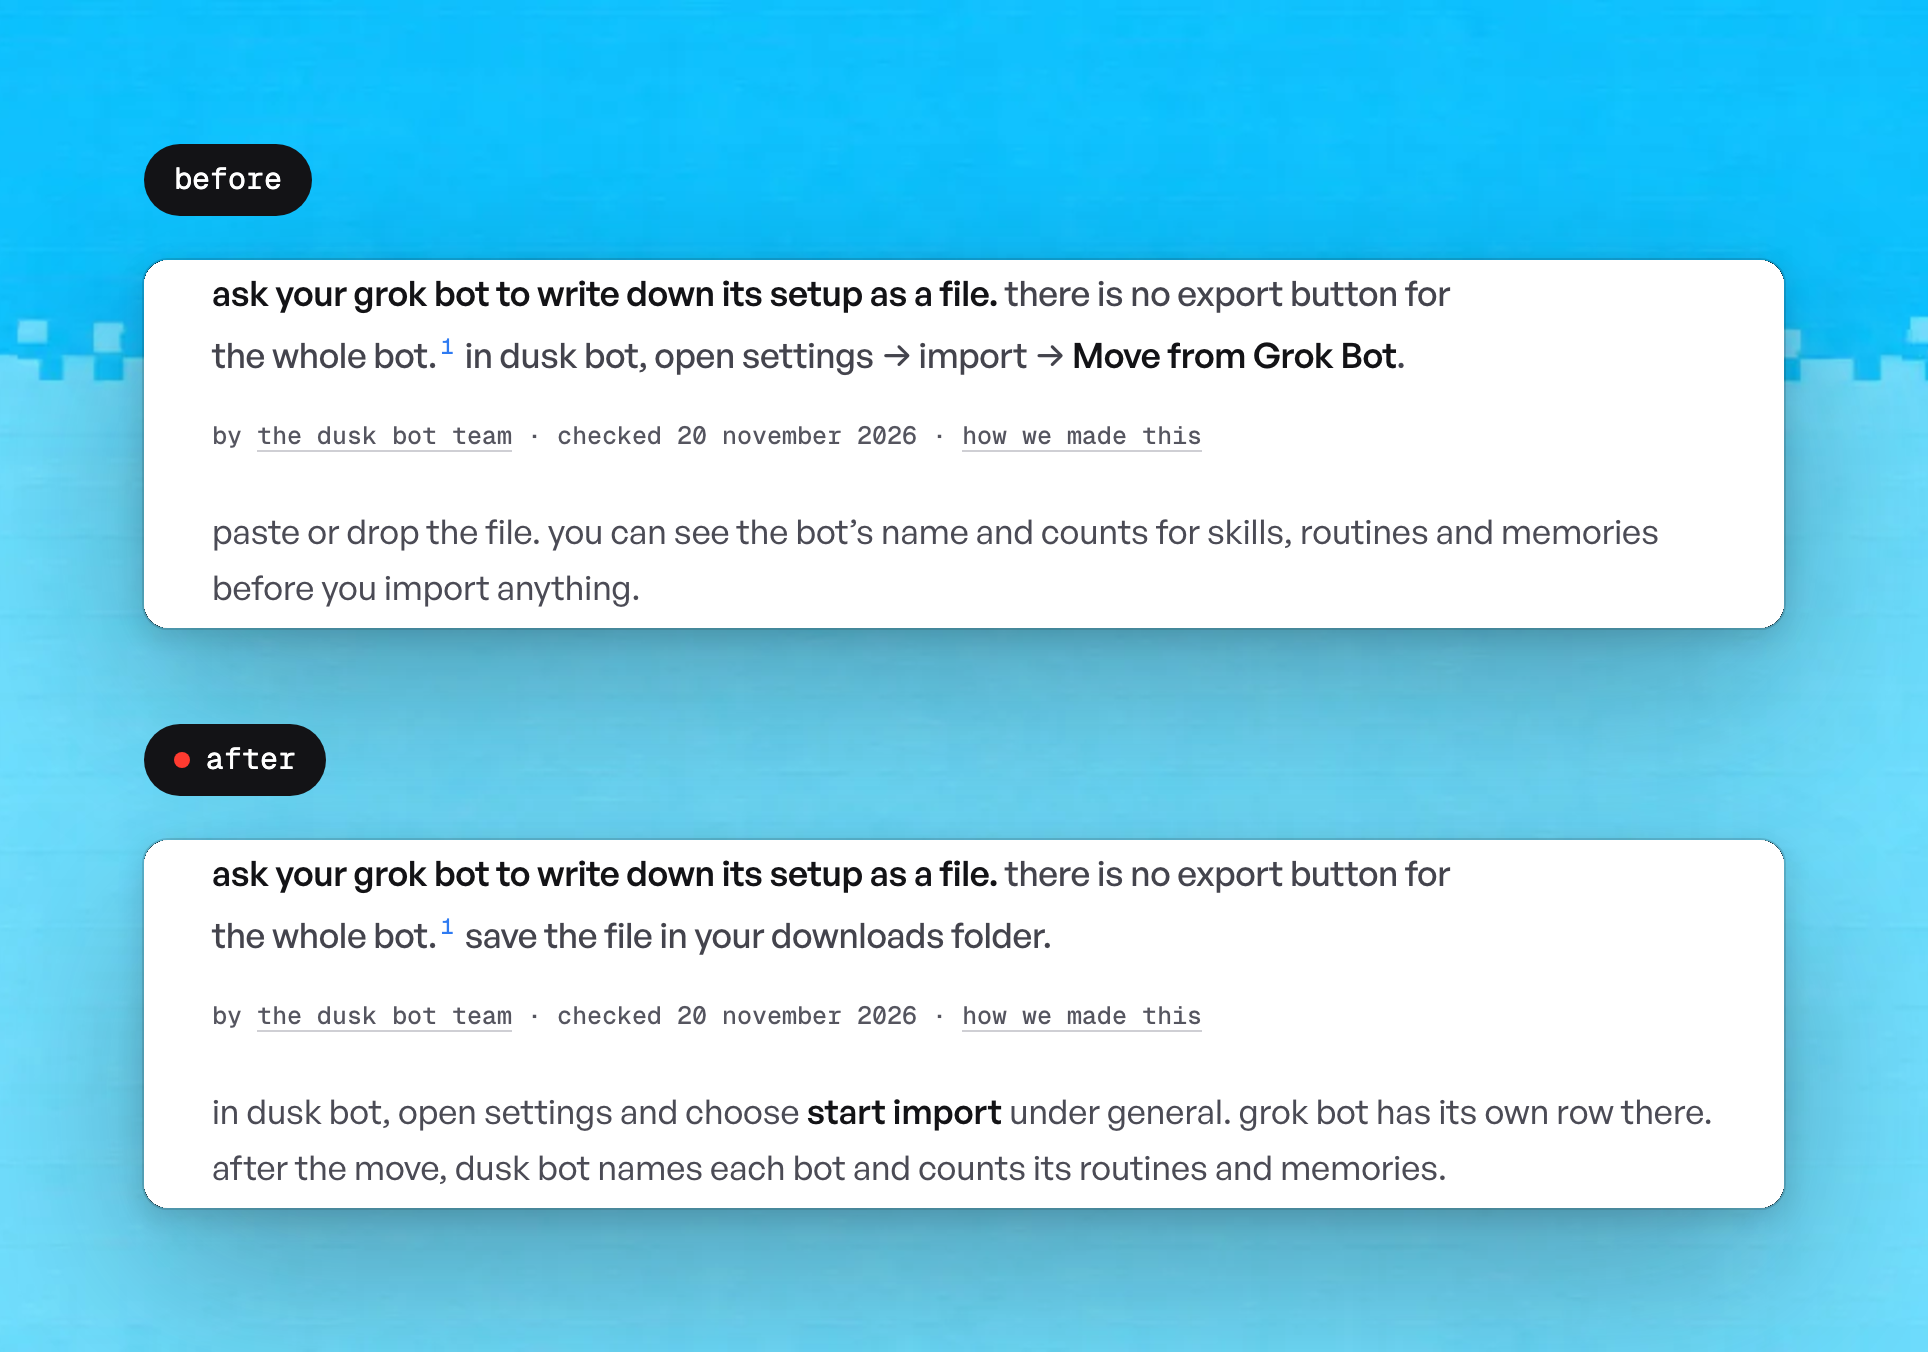 before
ask your grok bot to write down its setup as a file. there is no export button for
the whole bot.1 in dusk bot, open settings → import → Move from Grok Bot.
by the dusk bot team · checked 20 november 2026 · how we made this
paste or drop the file. you can see the bot’s name and counts for skills, routines and memories
before you import anything.
after
ask your grok bot to write down its setup as a file. there is no export button for
the whole bot.1 save the file in your downloads folder.
by the dusk bot team · checked 20 november 2026 · how we made this
in dusk bot, open settings and choose start import under general. grok bot has its own row there.
after the move, dusk bot names each bot and counts its routines and memories.